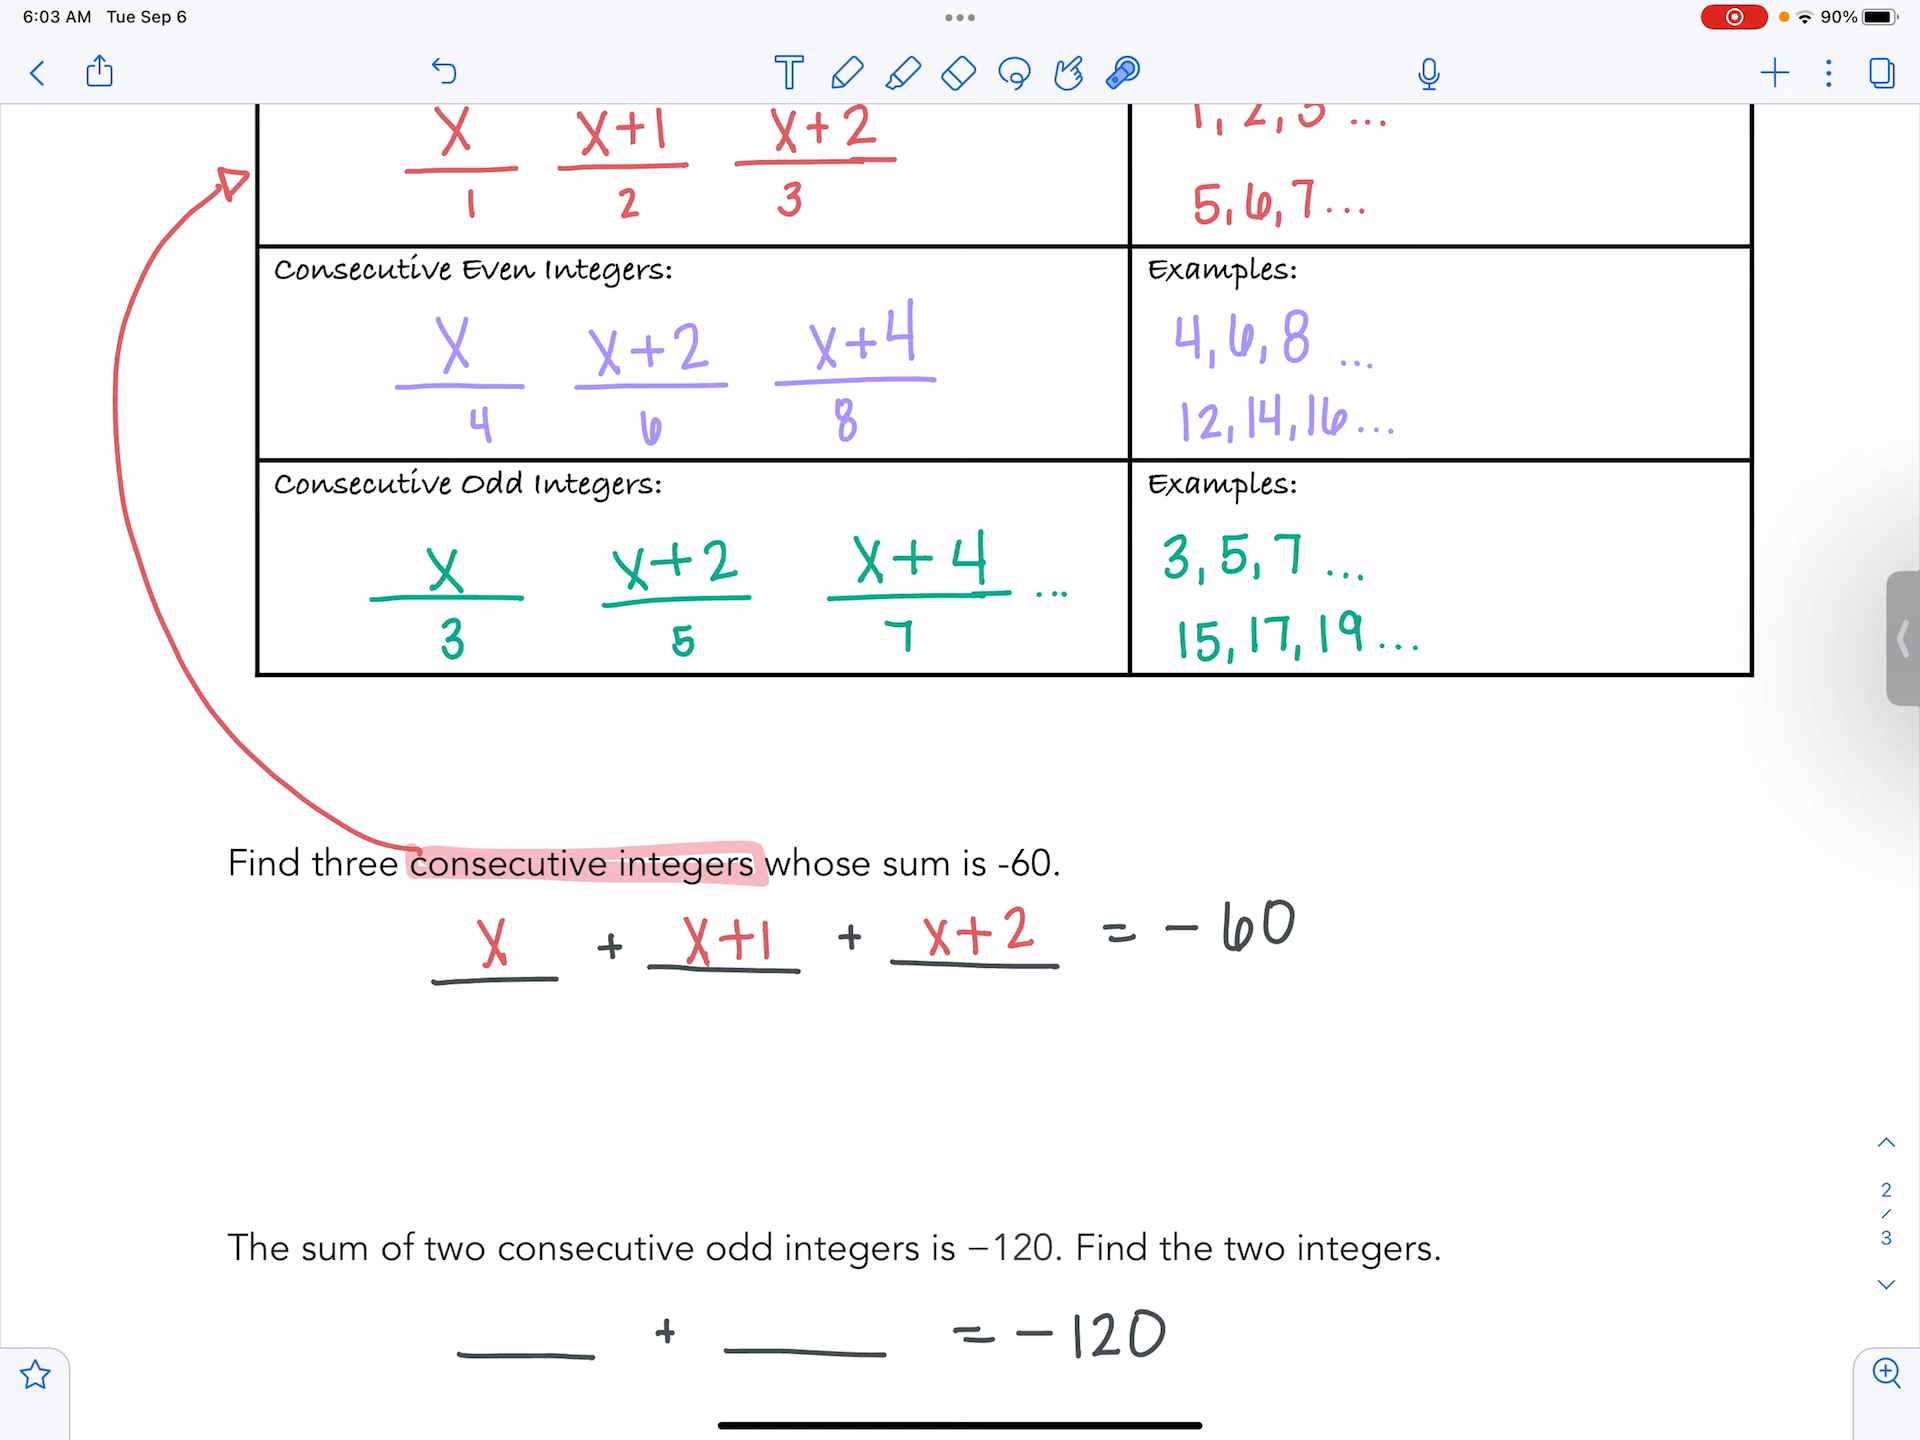 6:03 AM Tue Sep 6
90%
T
x x+1 x+2
1 2 3
1, 2, 3 ...
5, 6, 7...
Consecutive Even Integers:
x x+2 x+4
4 6 8
Examples:
4, 6, 8 ...
12, 14, 16...
Consecutive Odd Integers:
x x+2 x+4 ...
3 5 7
Examples:
3, 5, 7 ...
15, 17, 19...
Find three consecutive integers whose sum is -60.
x + x+1 + x+2 = -60
The sum of two consecutive odd integers is −120. Find the two integers.
+ = -120
2
/
3